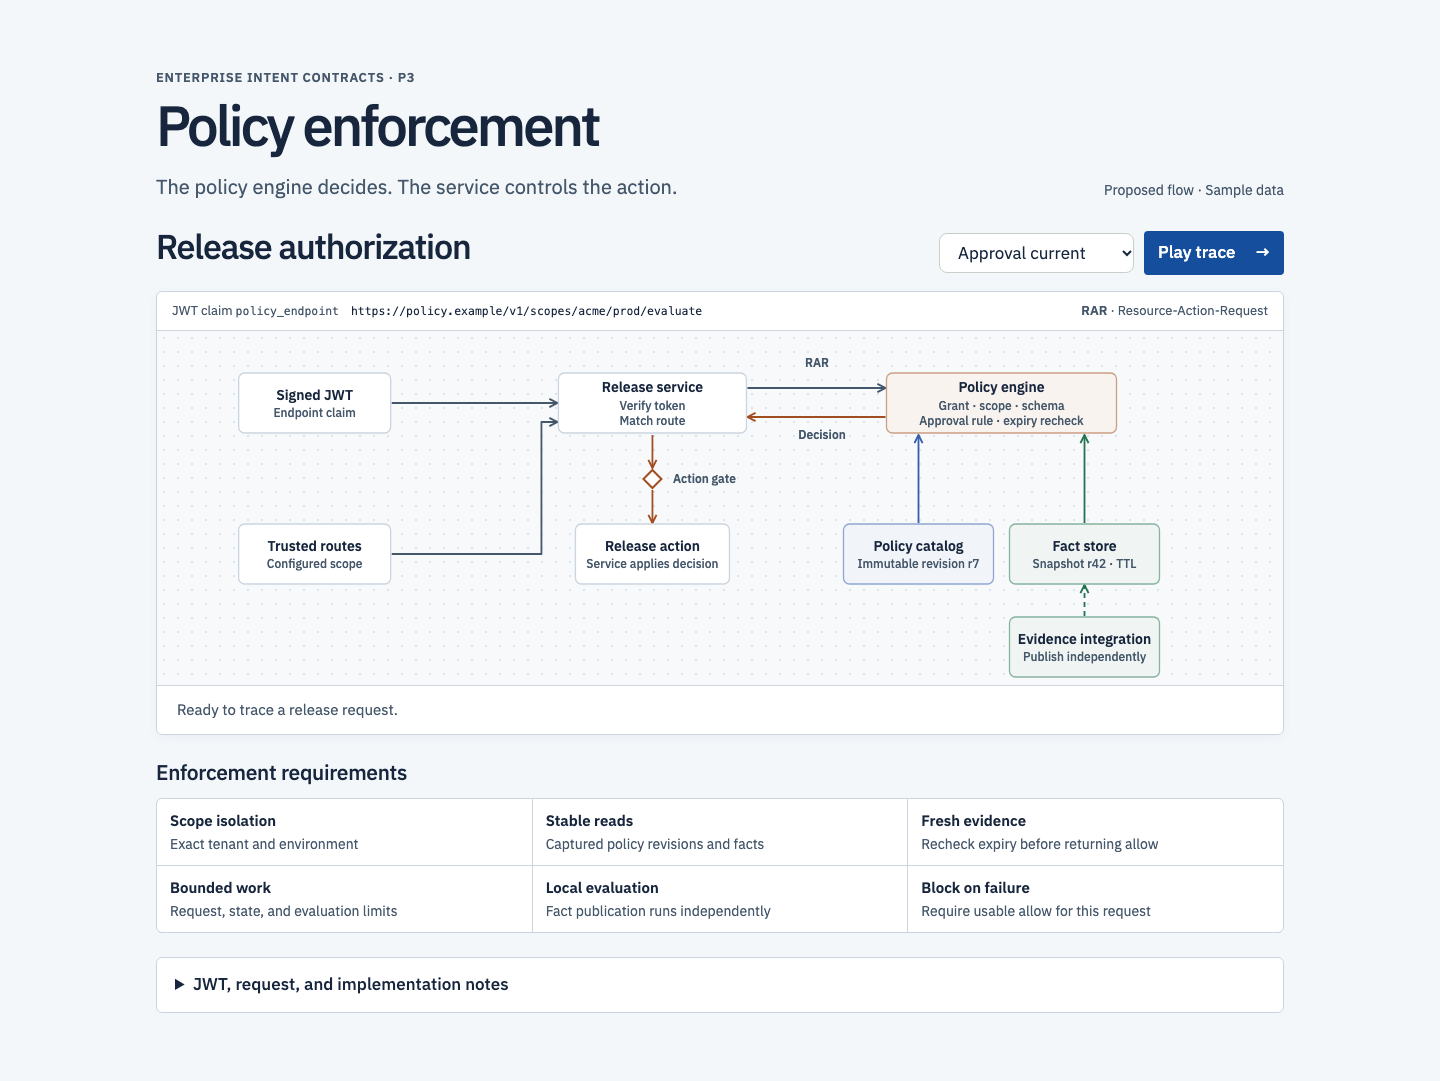 ENTERPRISE INTENT CONTRACTS · P3
Policy enforcement
The policy engine decides. The service controls the action.
Proposed flow · Sample data
Release authorization
Approval current
Play trace →
JWT claim policy_endpoint https://policy.example/v1/scopes/acme/prod/evaluate
RAR · Resource-Action-Request
RAR
Signed JWT
Endpoint claim
Release service
Verify token
Match route
Policy engine
Grant · scope · schema
Approval rule · expiry recheck
Decision
Action gate
Trusted routes
Configured scope
Release action
Service applies decision
Policy catalog
Immutable revision r7
Fact store
Snapshot r42 · TTL
Evidence integration
Publish independently
Ready to trace a release request.
Enforcement requirements
Scope isolation
Exact tenant and environment
Stable reads
Captured policy revisions and facts
Fresh evidence
Recheck expiry before returning allow
Bounded work
Request, state, and evaluation limits
Local evaluation
Fact publication runs independently
Block on failure
Require usable allow for this request
JWT, request, and implementation notes